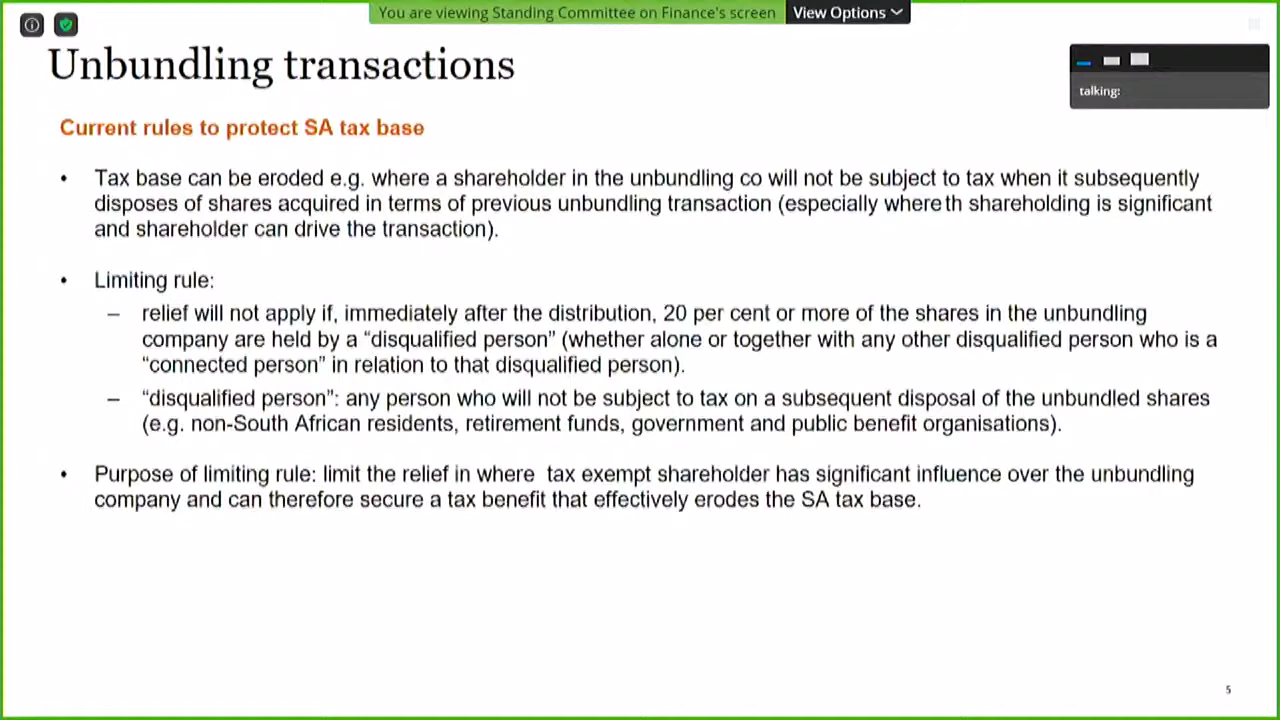 You are viewing Standing Committee on Finance's screen
View Options
Unbundling transactions
talking:
Current rules to protect SA tax base
• Tax base can be eroded e.g. where a shareholder in the unbundling co will not be subject to tax when it subsequently
disposes of shares acquired in terms of previous unbundling transaction (especially where th shareholding is significant
and shareholder can drive the transaction).
• Limiting rule:
– relief will not apply if, immediately after the distribution, 20 per cent or more of the shares in the unbundling
company are held by a “disqualified person” (whether alone or together with any other disqualified person who is a
“connected person” in relation to that disqualified person).
– “disqualified person”: any person who will not be subject to tax on a subsequent disposal of the unbundled shares
(e.g. non-South African residents, retirement funds, government and public benefit organisations).
• Purpose of limiting rule: limit the relief in where tax exempt shareholder has significant influence over the unbundling
company and can therefore secure a tax benefit that effectively erodes the SA tax base.
5